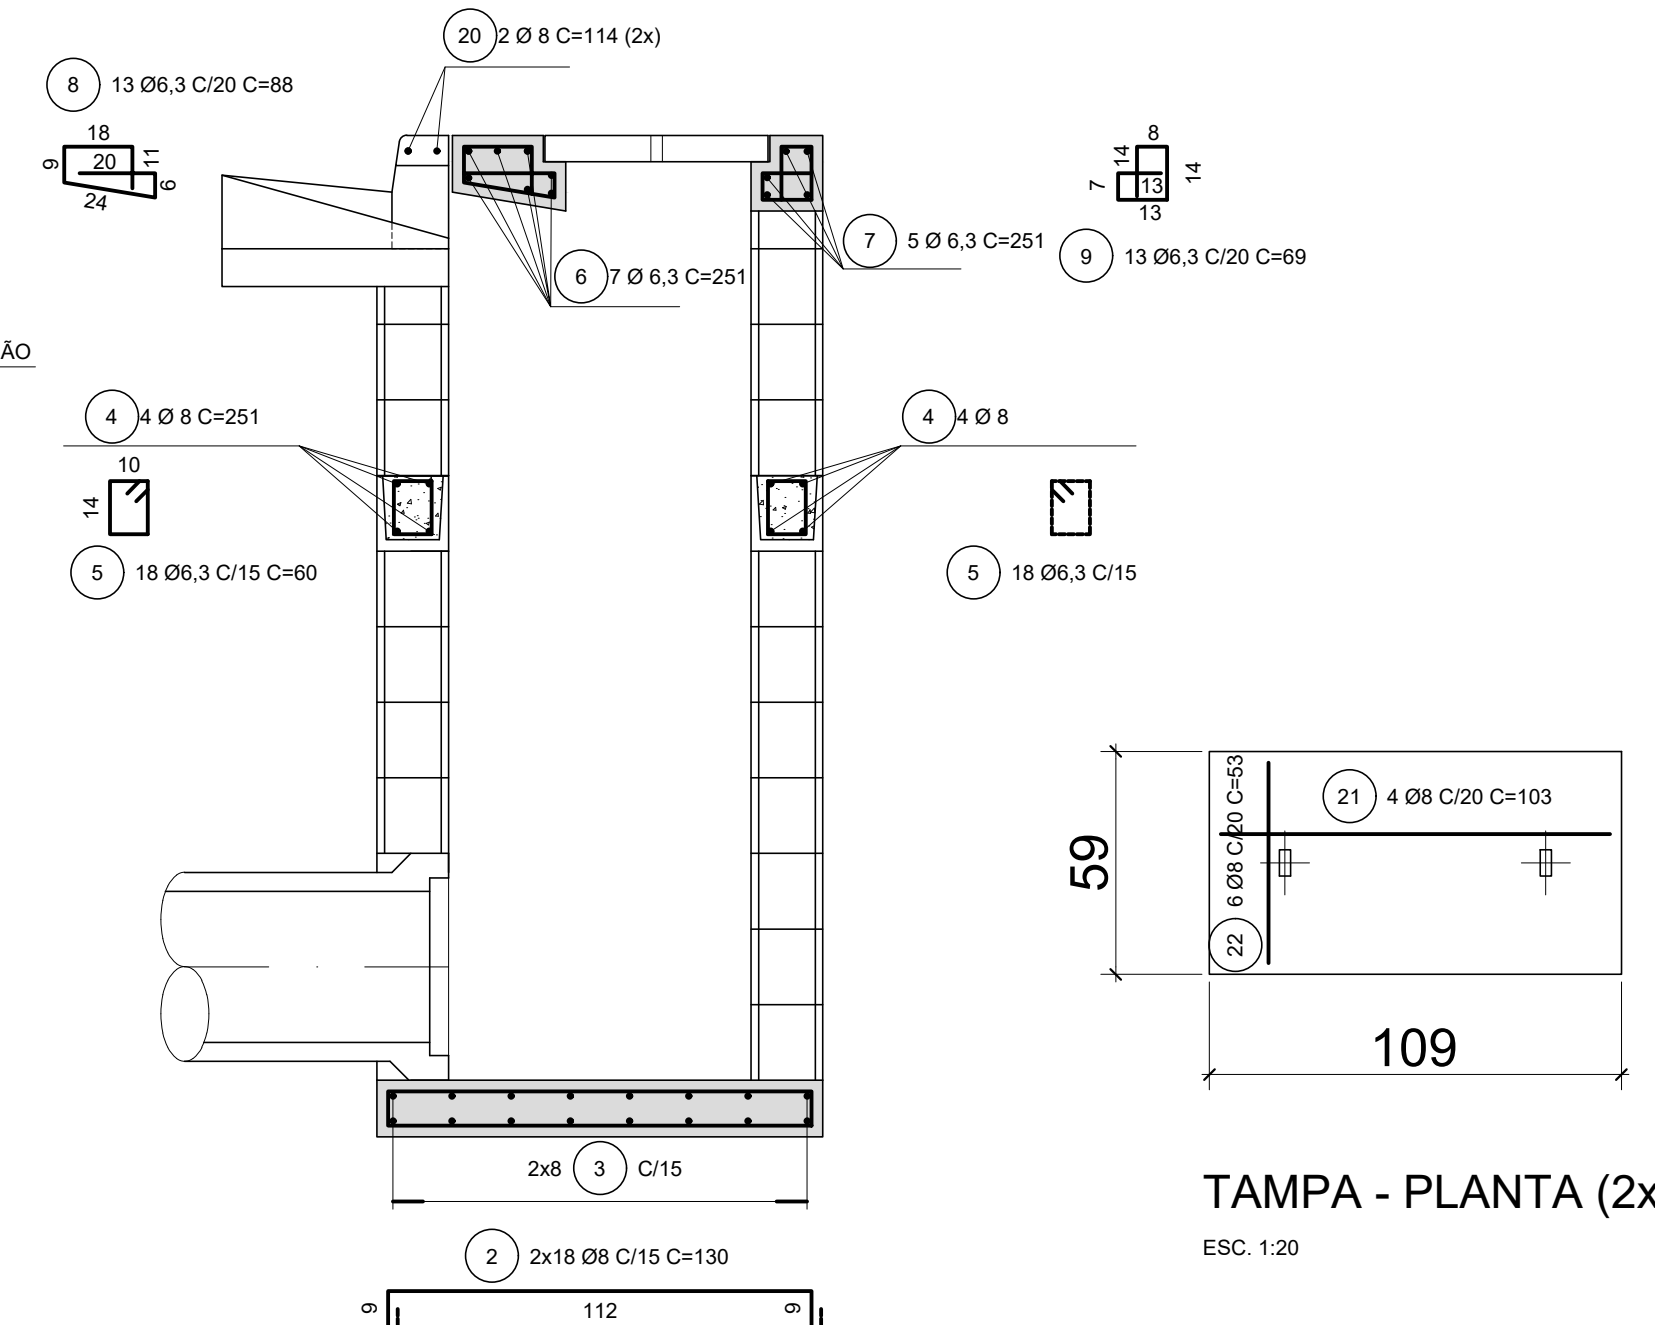 20 2 Ø 8 C=114 (2x)
8 13 Ø6,3 C/20 C=88
18
9
20
11
6
24
8
14
14
7
13
13
7 5 Ø 6,3 C=251
9 13 Ø6,3 C/20 C=69
6 7 Ø 6,3 C=251
ÃO
4 4 Ø 8 C=251
4 4 Ø 8
10
14
5 18 Ø6,3 C/15 C=60
5 18 Ø6,3 C/15
22 6 Ø8 C/20 C=53
21 4 Ø8 C/20 C=103
59
109
2x8 3 C/15
TAMPA - PLANTA (2x
ESC. 1:20
2 2x18 Ø8 C/15 C=130
9
112
9